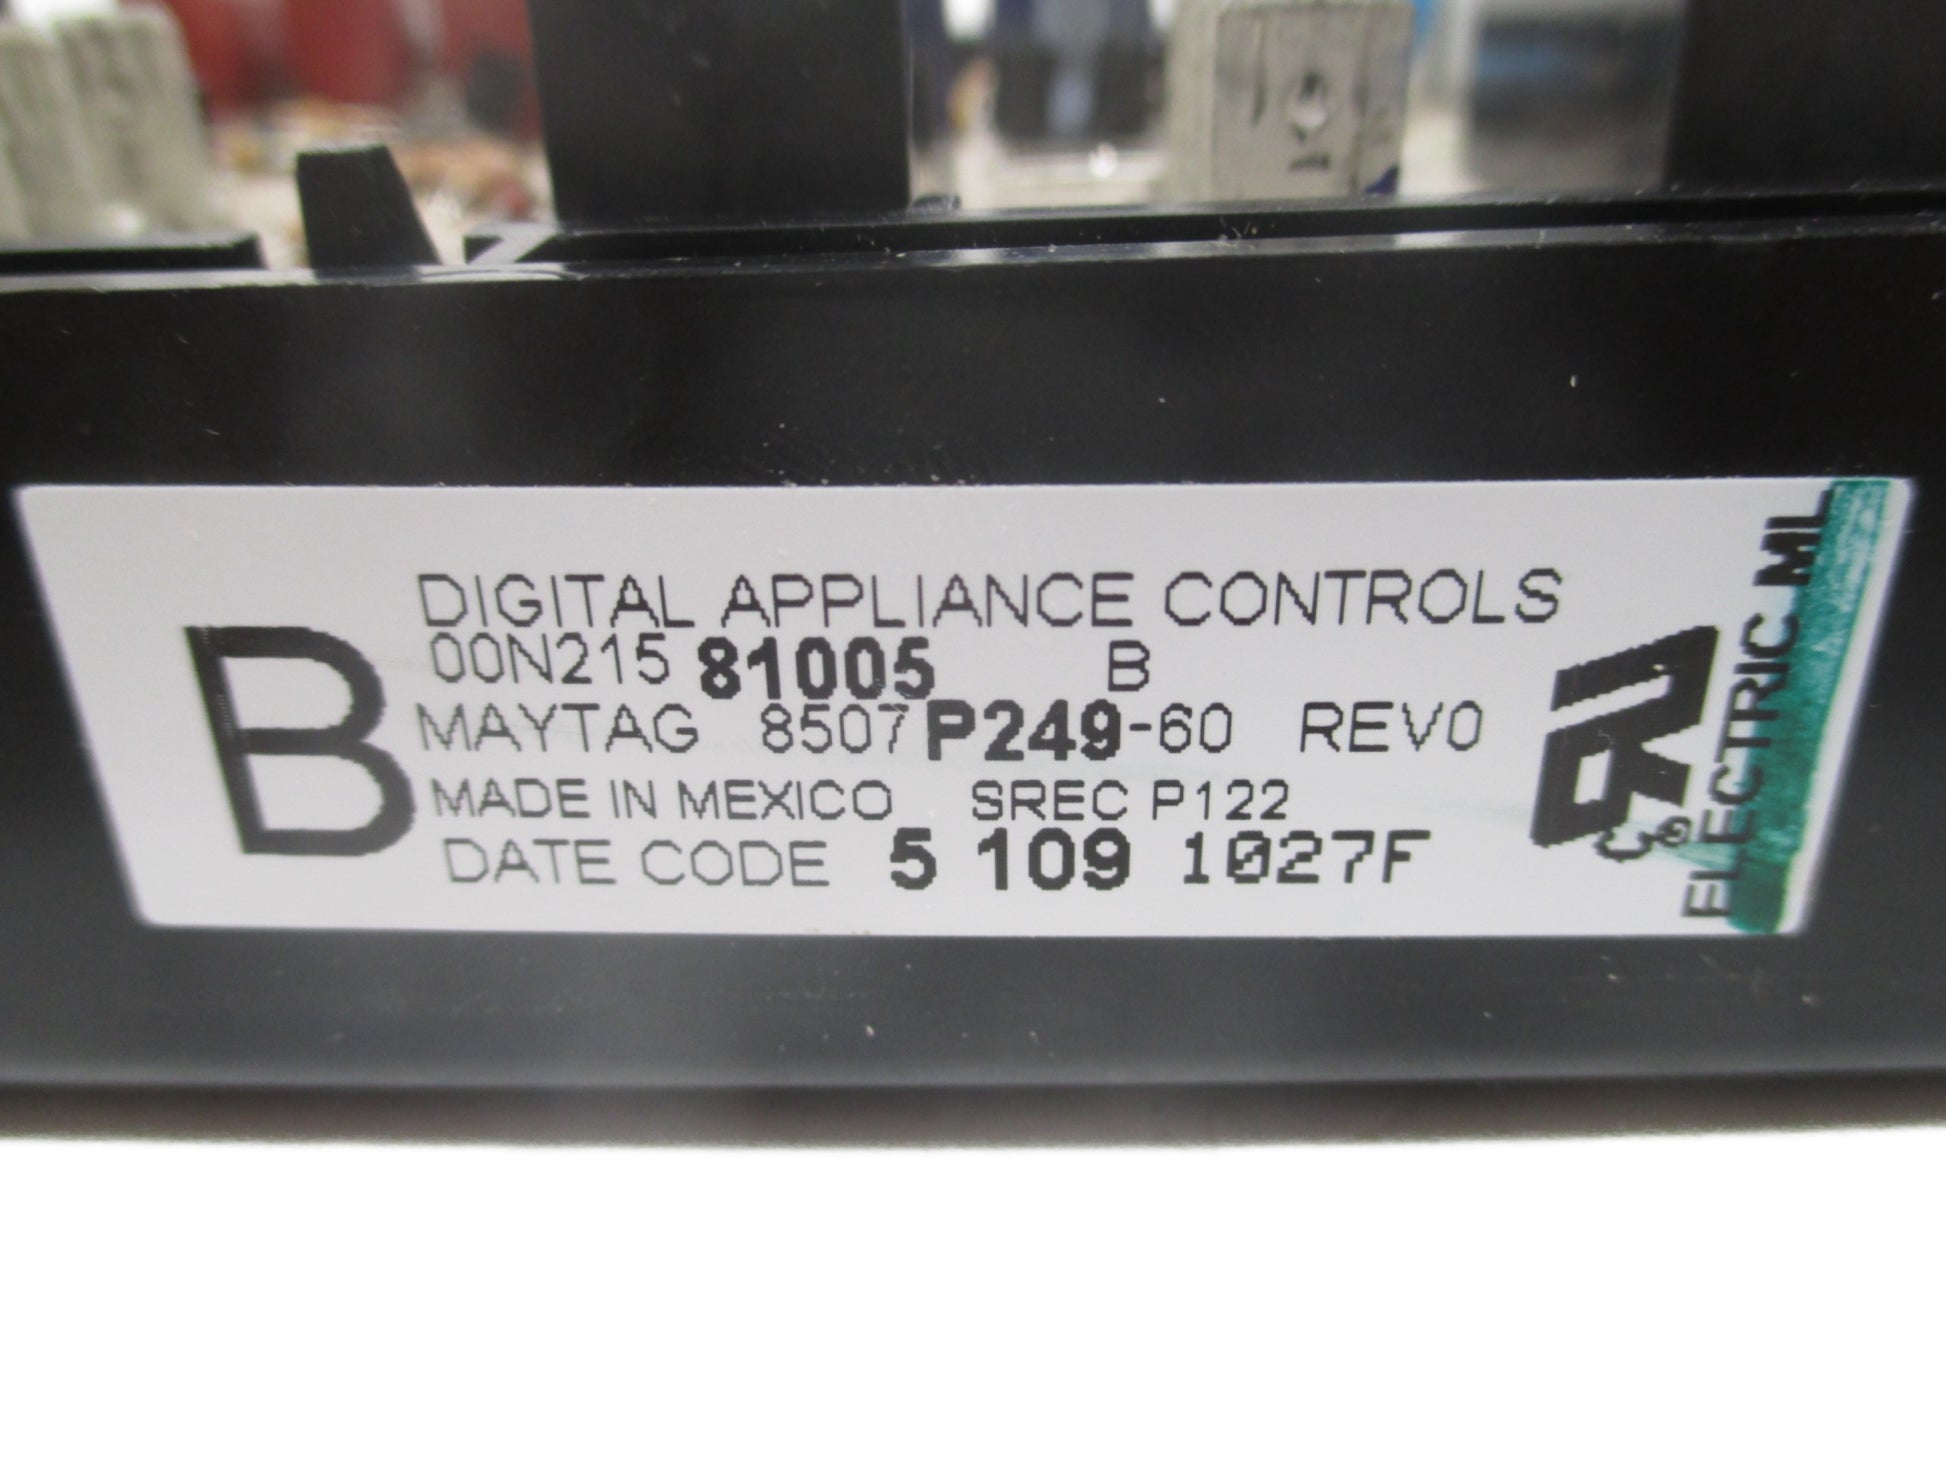 B
DIGITAL APPLIANCE CONTROLS
00N215 81005 B
MAYTAG 8507P249-60 REV0
MADE IN MEXICO SREC P122
DATE CODE 5 109 1027F
ELECTRIC ML